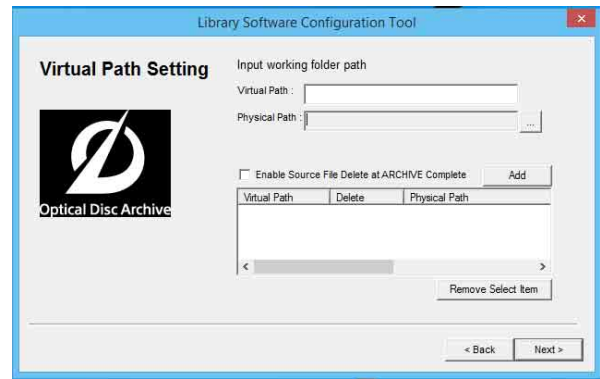 Library Software Configuration Tool
Virtual Path Setting
Input working folder path
Virtual Path :
Physical Path :
...
Optical Disc Archive
Enable Source File Delete at ARCHIVE Complete
Add
Virtual Path Delete Physical Path
Remove Select Item
< Back Next >